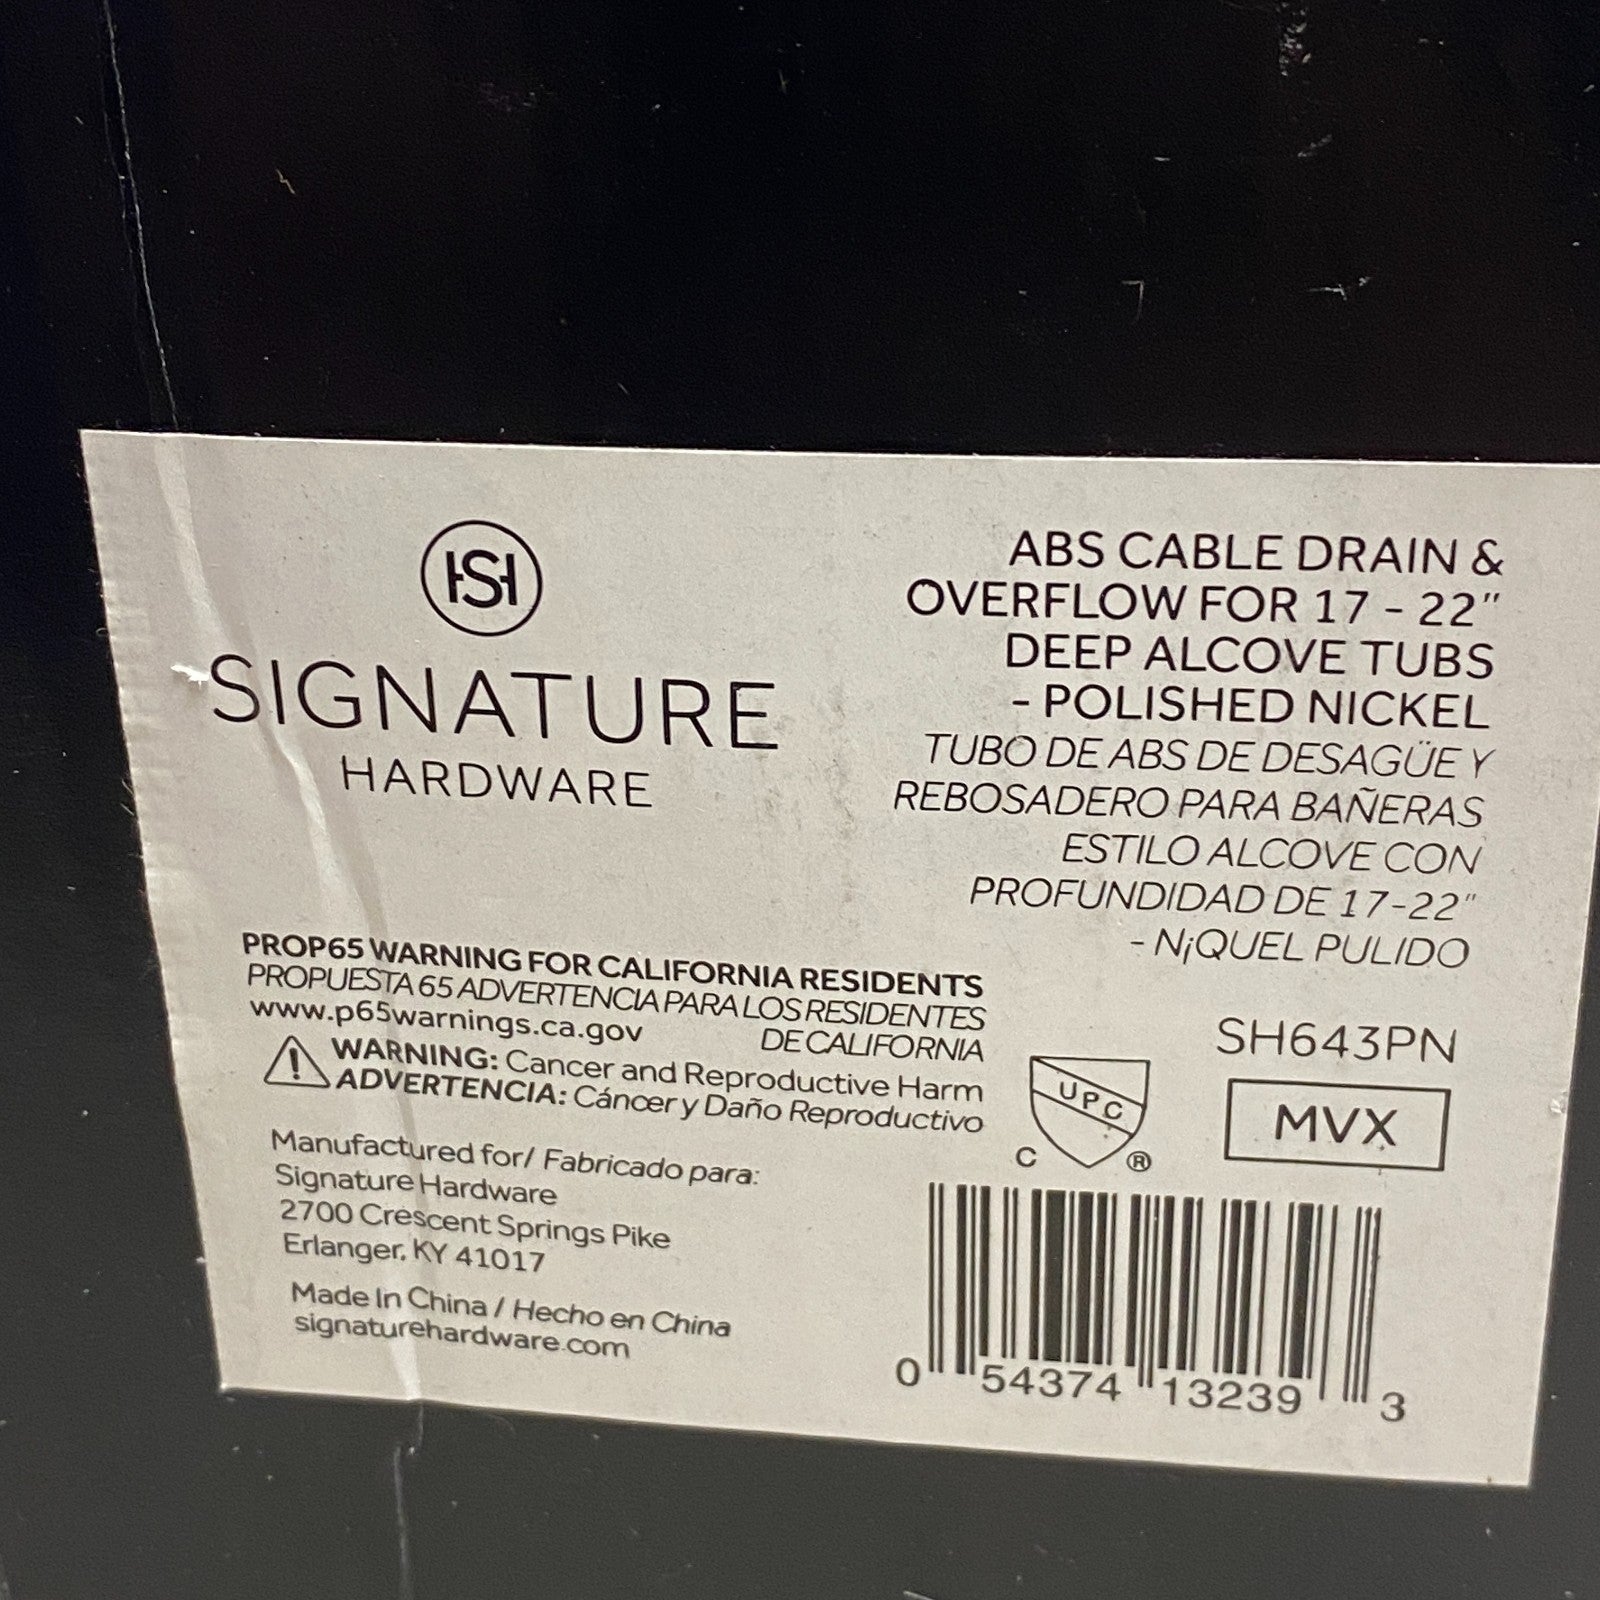 HSH
SIGNATURE
HARDWARE
ABS CABLE DRAIN &
OVERFLOW FOR 17 - 22"
DEEP ALCOVE TUBS
- POLISHED NICKEL
TUBO DE ABS DE DESAGÜE Y
REBOSADERO PARA BAÑERAS
ESTILO ALCOVE CON
PROFUNDIDAD DE 17-22"
- N¡QUEL PULIDO
PROP65 WARNING FOR CALIFORNIA RESIDENTS
PROPUESTA 65 ADVERTENCIA PARA LOS RESIDENTES
www.p65warnings.ca.gov DE CALIFORNIA
WARNING: Cancer and Reproductive Harm
ADVERTENCIA: Cáncer y Daño Reproductivo
Manufactured for/ Fabricado para:
Signature Hardware
2700 Crescent Springs Pike
Erlanger, KY 41017
Made In China / Hecho en China
signaturehardware.com
SH643PN
UPC
C ®
MVX
0 54374 13239 3